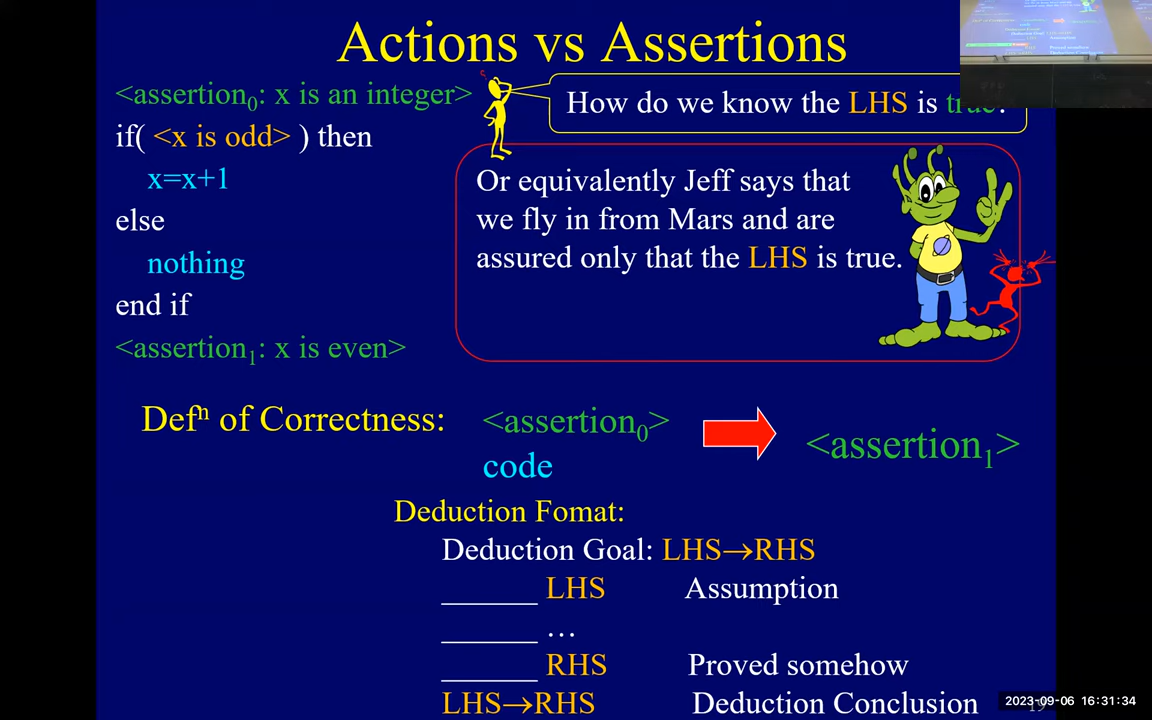 Actions vs Assertions
<assertion0: x is an integer>
if( <x is odd> ) then
x=x+1
else
nothing
end if
<assertion1: x is even>
How do we know the LHS is true?
Or equivalently Jeff says that
we fly in from Mars and are
assured only that the LHS is true.
Defn of Correctness:
<assertion0>
code
<assertion1>
Deduction Fomat:
Deduction Goal: LHS→RHS
______ LHS Assumption
______ …
______ RHS Proved somehow
LHS→RHS Deduction Conclusion
2023-09-06 16:31:34